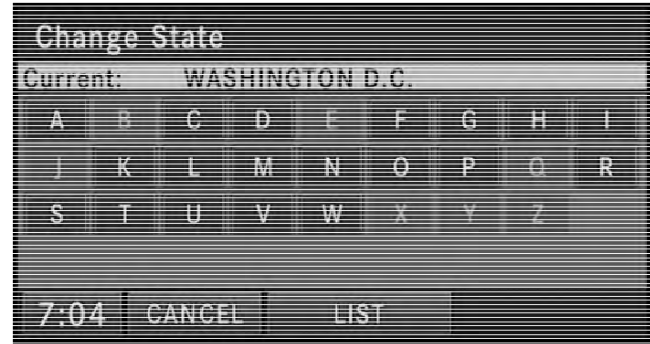 Change State
Current: WASHINGTON D.C.
A B C D E F G H I
J K L M N O P Q R
S T U V W X Y Z
7:04 CANCEL LIST